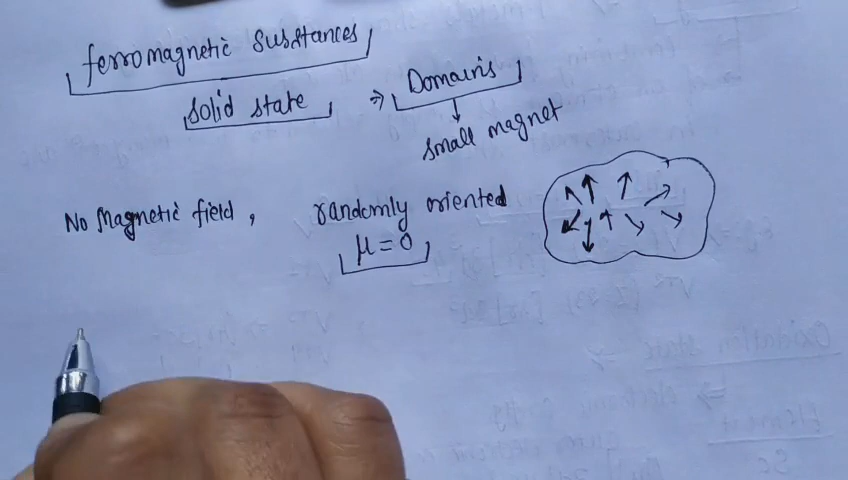 ferromagnetic Substances
solid state ⇒ Domains
small magnet
No Magnetic field, randomly oriented
μ = 0